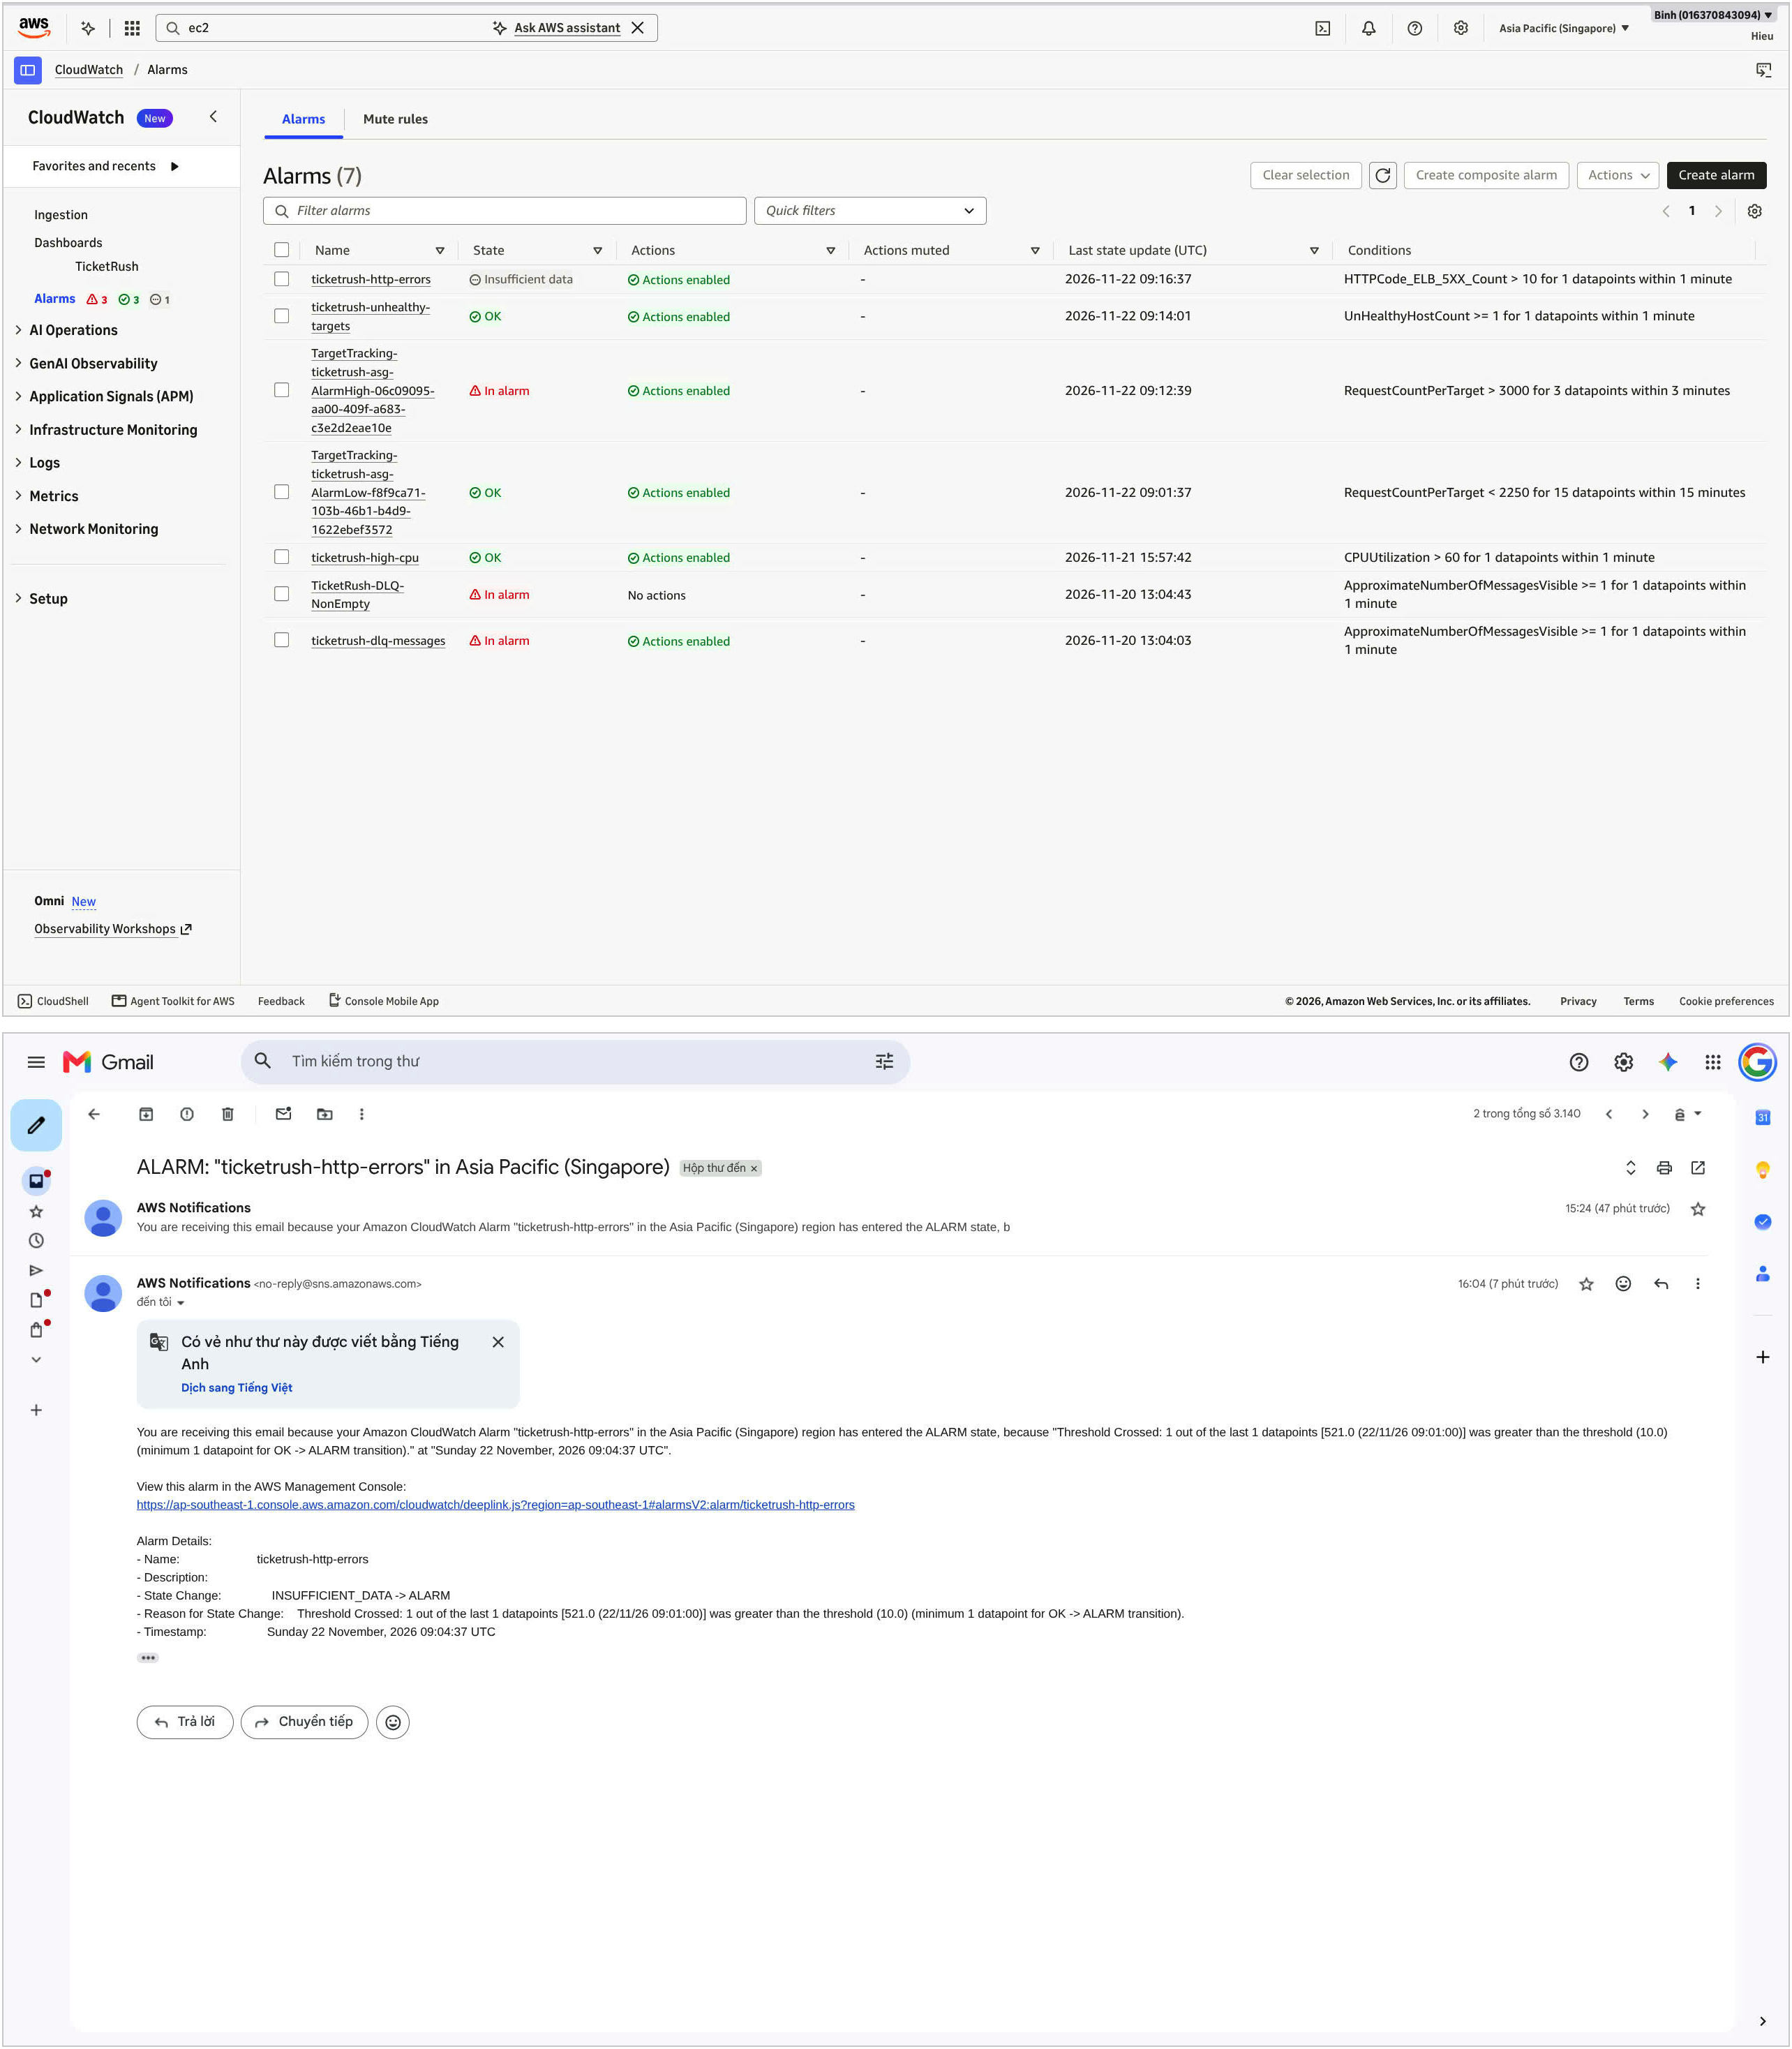 aws
ec2
Ask AWS assistant
Asia Pacific (Singapore)
Binh (016370843094)
Hieu
CloudWatch / Alarms
CloudWatch New
Favorites and recents
Ingestion
Dashboards
TicketRush
Alarms 3 3 1
AI Operations
GenAI Observability
Application Signals (APM)
Infrastructure Monitoring
Logs
Metrics
Network Monitoring
Setup
Omni New
Observability Workshops
Alarms Mute rules
Alarms (7)
Clear selection
Create composite alarm
Actions
Create alarm
Filter alarms
Quick filters
1
Name State Actions Actions muted Last state update (UTC) Conditions
ticketrush-http-errors Insufficient data Actions enabled - 2026-11-22 09:16:37 HTTPCode_ELB_5XX_Count > 10 for 1 datapoints within 1 minute
ticketrush-unhealthy-
targets
OK Actions enabled - 2026-11-22 09:14:01 UnHealthyHostCount >= 1 for 1 datapoints within 1 minute
TargetTracking-
ticketrush-asg-
AlarmHigh-06c09095-
aa00-409f-a683-
c3e2d2eae10e
In alarm Actions enabled - 2026-11-22 09:12:39 RequestCountPerTarget > 3000 for 3 datapoints within 3 minutes
TargetTracking-
ticketrush-asg-
AlarmLow-f8f9ca71-
103b-46b1-b4d9-
1622ebef3572
OK Actions enabled - 2026-11-22 09:01:37 RequestCountPerTarget < 2250 for 15 datapoints within 15 minutes
ticketrush-high-cpu OK Actions enabled - 2026-11-21 15:57:42 CPUUtilization > 60 for 1 datapoints within 1 minute
TicketRush-DLQ-
NonEmpty
In alarm No actions - 2026-11-20 13:04:43 ApproximateNumberOfMessagesVisible >= 1 for 1 datapoints within
1 minute
ticketrush-dlq-messages In alarm Actions enabled - 2026-11-20 13:04:03 ApproximateNumberOfMessagesVisible >= 1 for 1 datapoints within
1 minute
CloudShell Agent Toolkit for AWS Feedback Console Mobile App © 2026, Amazon Web Services, Inc. or its affiliates. Privacy Terms Cookie preferences
Gmail
Tìm kiếm trong thư
2 trong tổng số 3.140
31
ALARM: "ticketrush-http-errors" in Asia Pacific (Singapore) Hộp thư đến ×
AWS Notifications 15:24 (47 phút trước)
You are receiving this email because your Amazon CloudWatch Alarm "ticketrush-http-errors" in the Asia Pacific (Singapore) region has entered the ALARM state, b
AWS Notifications <no-reply@sns.amazonaws.com> 16:04 (7 phút trước)
đến tôi
Có vẻ như thư này được viết bằng Tiếng
Anh
Dịch sang Tiếng Việt
You are receiving this email because your Amazon CloudWatch Alarm "ticketrush-http-errors" in the Asia Pacific (Singapore) region has entered the ALARM state, because "Threshold Crossed: 1 out of the last 1 datapoints [521.0 (22/11/26 09:01:00)] was greater than the threshold (10.0)
(minimum 1 datapoint for OK -> ALARM transition)." at "Sunday 22 November, 2026 09:04:37 UTC".
View this alarm in the AWS Management Console:
https://ap-southeast-1.console.aws.amazon.com/cloudwatch/deeplink.js?region=ap-southeast-1#alarmsV2:alarm/ticketrush-http-errors
Alarm Details:
- Name: ticketrush-http-errors
- Description:
- State Change: INSUFFICIENT_DATA -> ALARM
- Reason for State Change: Threshold Crossed: 1 out of the last 1 datapoints [521.0 (22/11/26 09:01:00)] was greater than the threshold (10.0) (minimum 1 datapoint for OK -> ALARM transition).
- Timestamp: Sunday 22 November, 2026 09:04:37 UTC
Trả lời
Chuyển tiếp